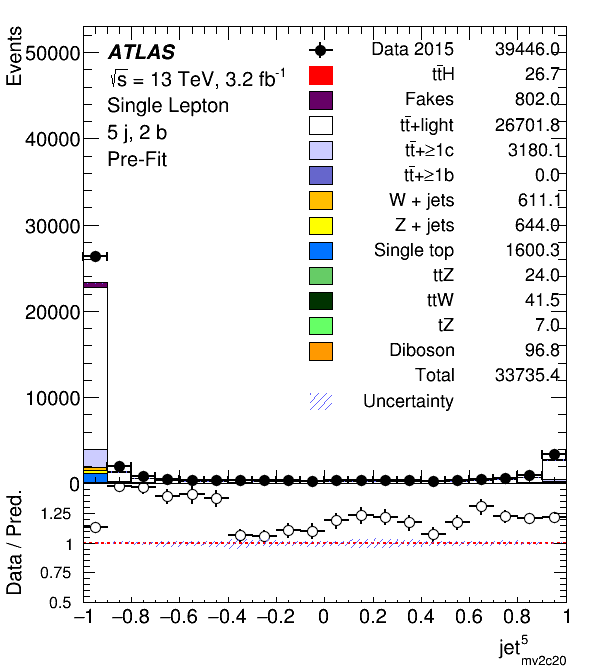 Events
50000
40000
30000
20000
10000
0
ATLAS
√s = 13 TeV, 3.2 fb-1
Single Lepton
5 j, 2 b
Pre-Fit
Data 2015 39446.0
tt̄H 26.7
Fakes 802.0
tt̄+light 26701.8
tt̄+≥1c 3180.1
tt̄+≥1b 0.0
W + jets 611.1
Z + jets 644.0
Single top 1600.3
ttZ 24.0
ttW 41.5
tZ 7.0
Diboson 96.8
Total 33735.4
Uncertainty
Data / Pred.
1.25
1
0.75
0.5
−1 −0.8 −0.6 −0.4 −0.2 0 0.2 0.4 0.6 0.8 1
jet5mv2c20